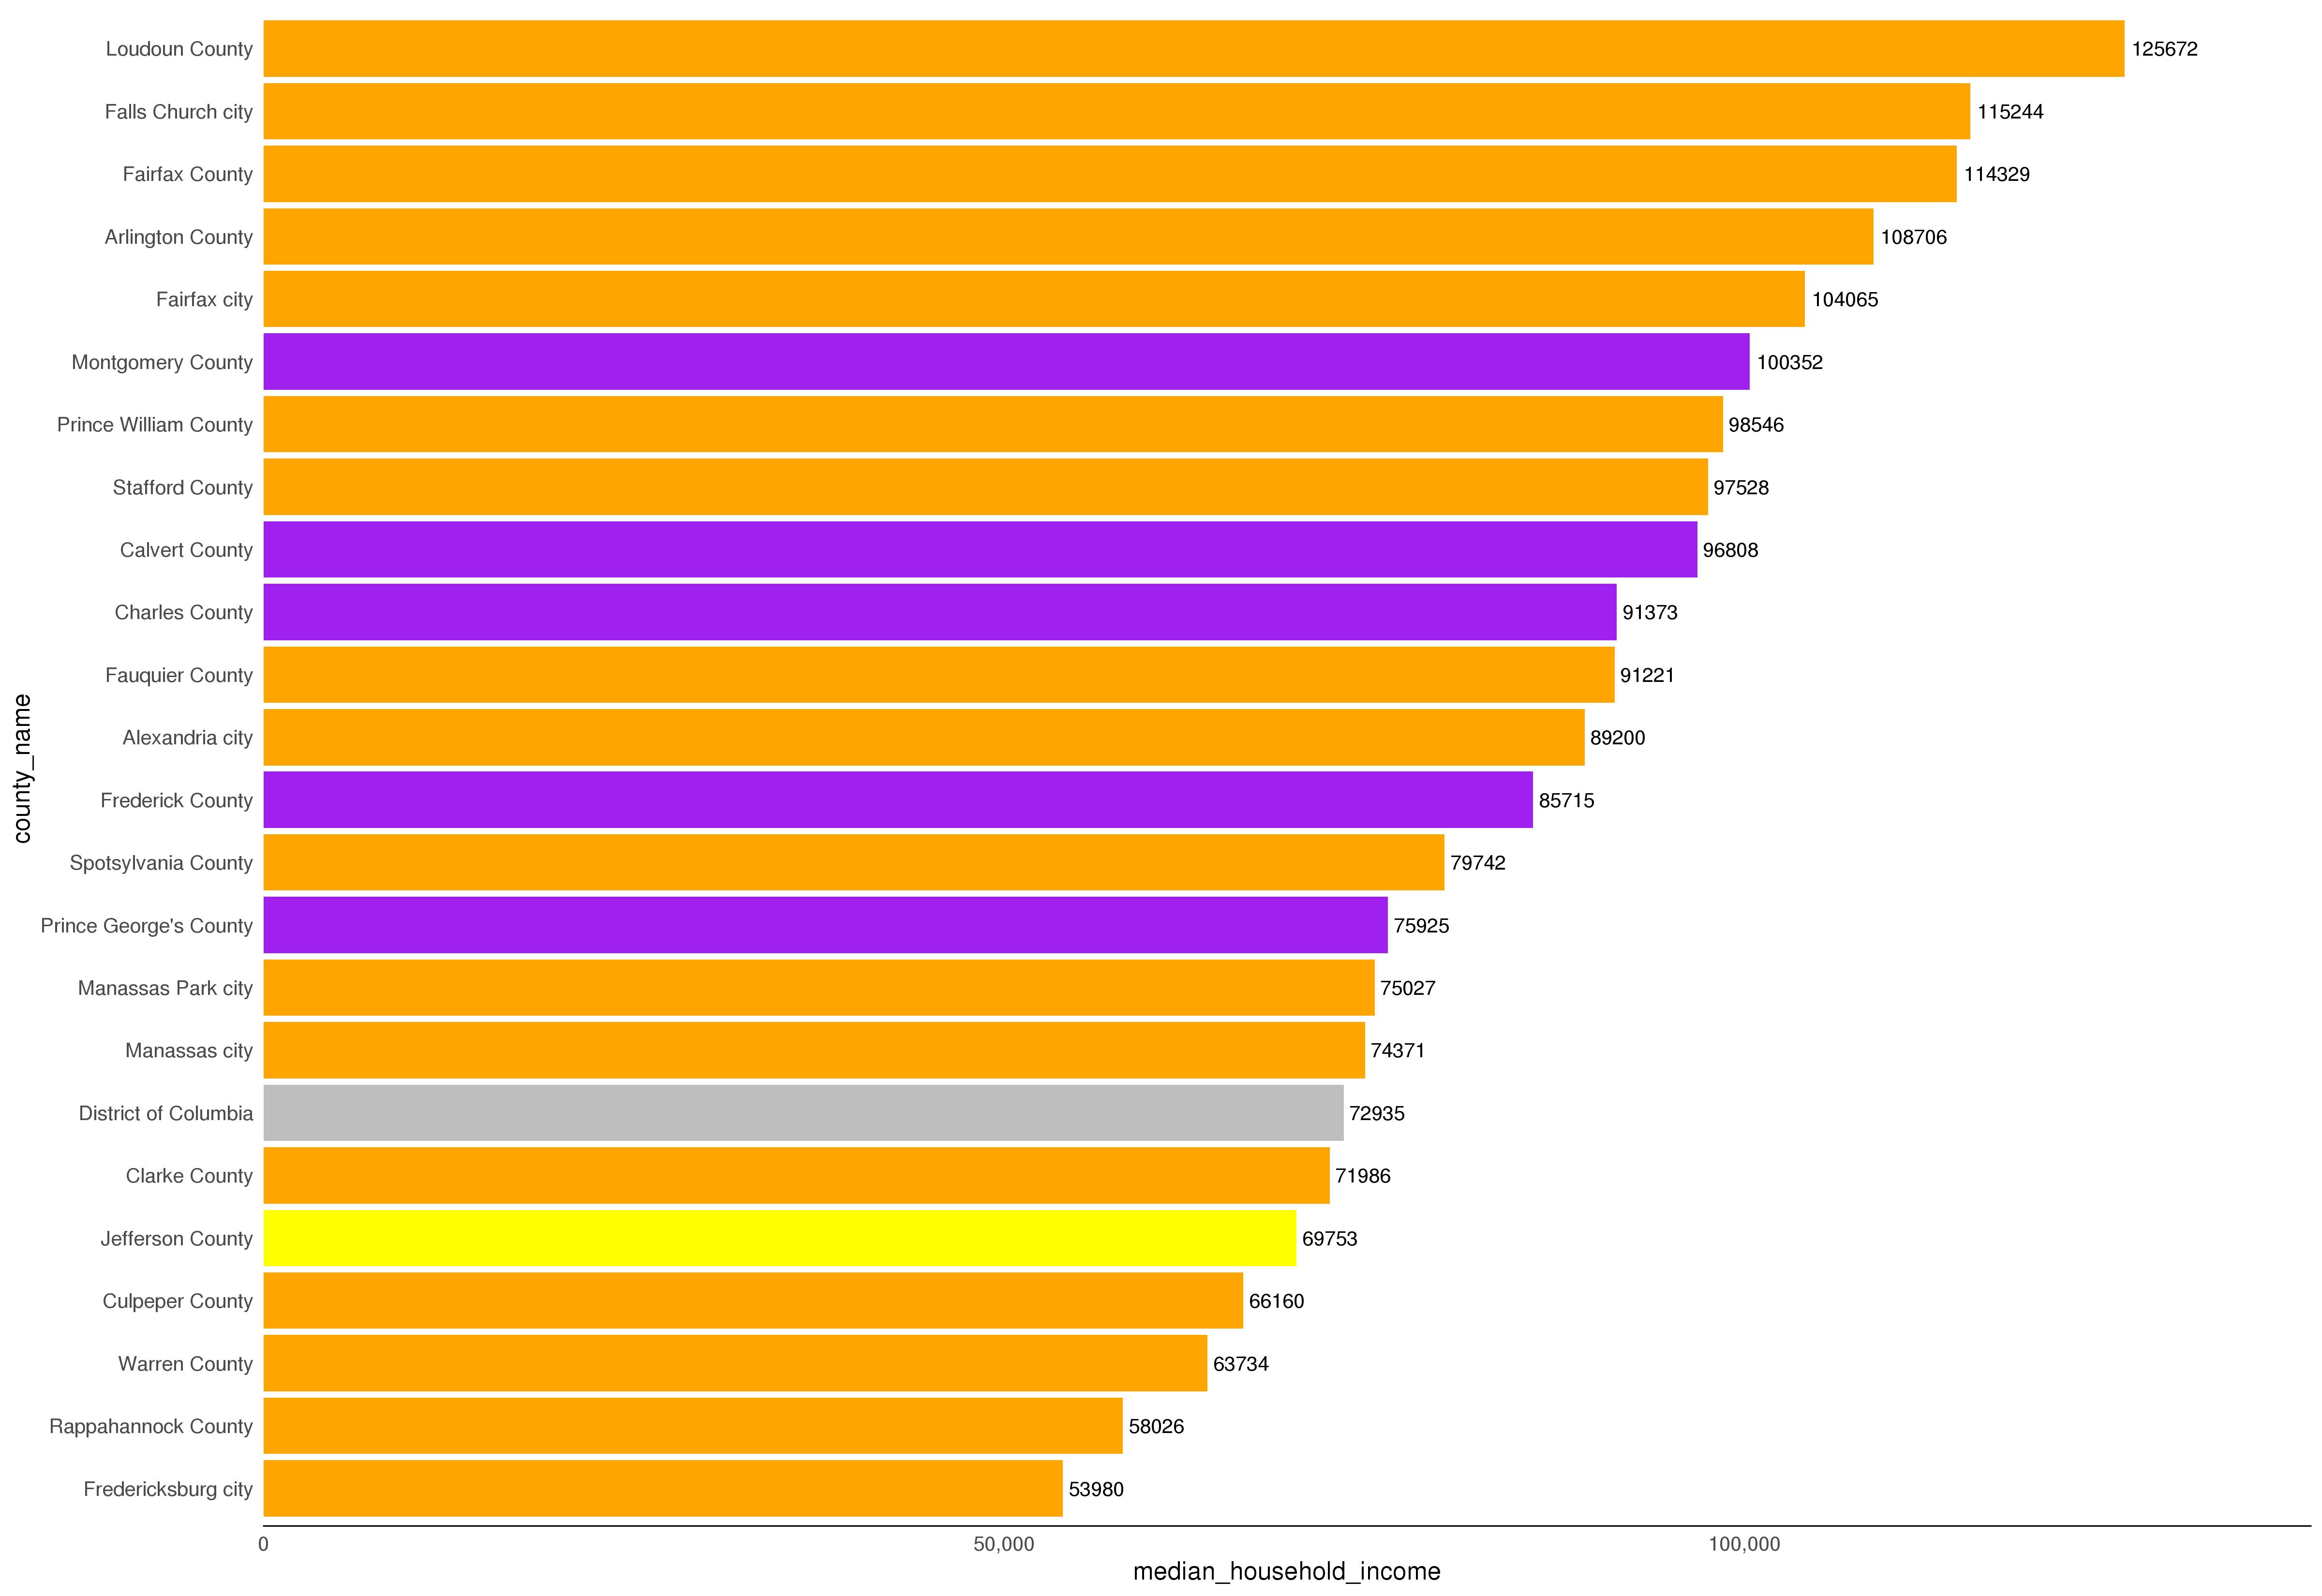 Loudoun County 125672
Falls Church city 115244
Fairfax County 114329
Arlington County 108706
Fairfax city 104065
Montgomery County 100352
Prince William County 98546
Stafford County 97528
Calvert County 96808
Charles County 91373
Fauquier County 91221
Alexandria city 89200
Frederick County 85715
Spotsylvania County 79742
Prince George's County 75925
Manassas Park city 75027
Manassas city 74371
District of Columbia 72935
Clarke County 71986
Jefferson County 69753
Culpeper County 66160
Warren County 63734
Rappahannock County 58026
Fredericksburg city 53980
county_name
0 50,000 100,000
median_household_income